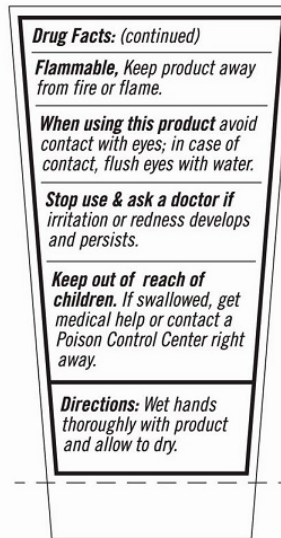 Drug Facts: (continued)
Flammable, Keep product away
from fire or flame.
When using this product avoid
contact with eyes; in case of
contact, flush eyes with water.
Stop use & ask a doctor if
irritation or redness develops
and persists.
Keep out of reach of
children. If swallowed, get
medical help or contact a
Poison Control Center right
away.
Directions: Wet hands
thoroughly with product
and allow to dry.